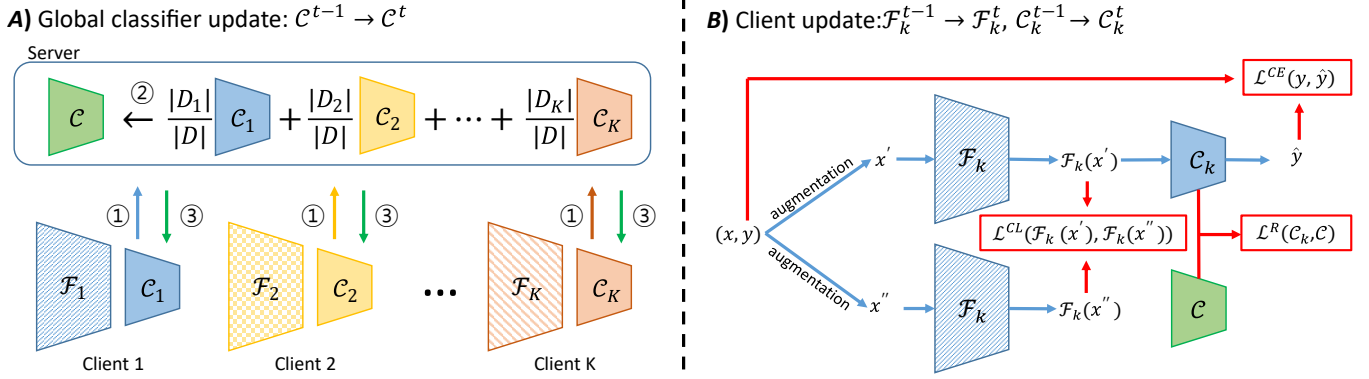 A) Global classifier update: 𝒞^{t-1} → 𝒞^t
Server
𝒞 ② ← |D_1|/|D| 𝒞_1 + |D_2|/|D| 𝒞_2 + ⋯ + |D_K|/|D| 𝒞_K
① ③ ① ③ ① ③
ℱ_1 𝒞_1 ℱ_2 𝒞_2 ... ℱ_K 𝒞_K
Client 1 Client 2 Client K
B) Client update:ℱ_k^{t-1} → ℱ_k^t, 𝒞_k^{t-1} → 𝒞_k^t
ℒ^{CE}(y, ŷ)
augmentation x′ ℱ_k ℱ_k(x′) 𝒞_k ŷ
(x, y) ℒ^{CL}(ℱ_k (x′), ℱ_k(x″)) ℒ^R(𝒞_k,𝒞)
augmentation x″ ℱ_k ℱ_k(x″) 𝒞